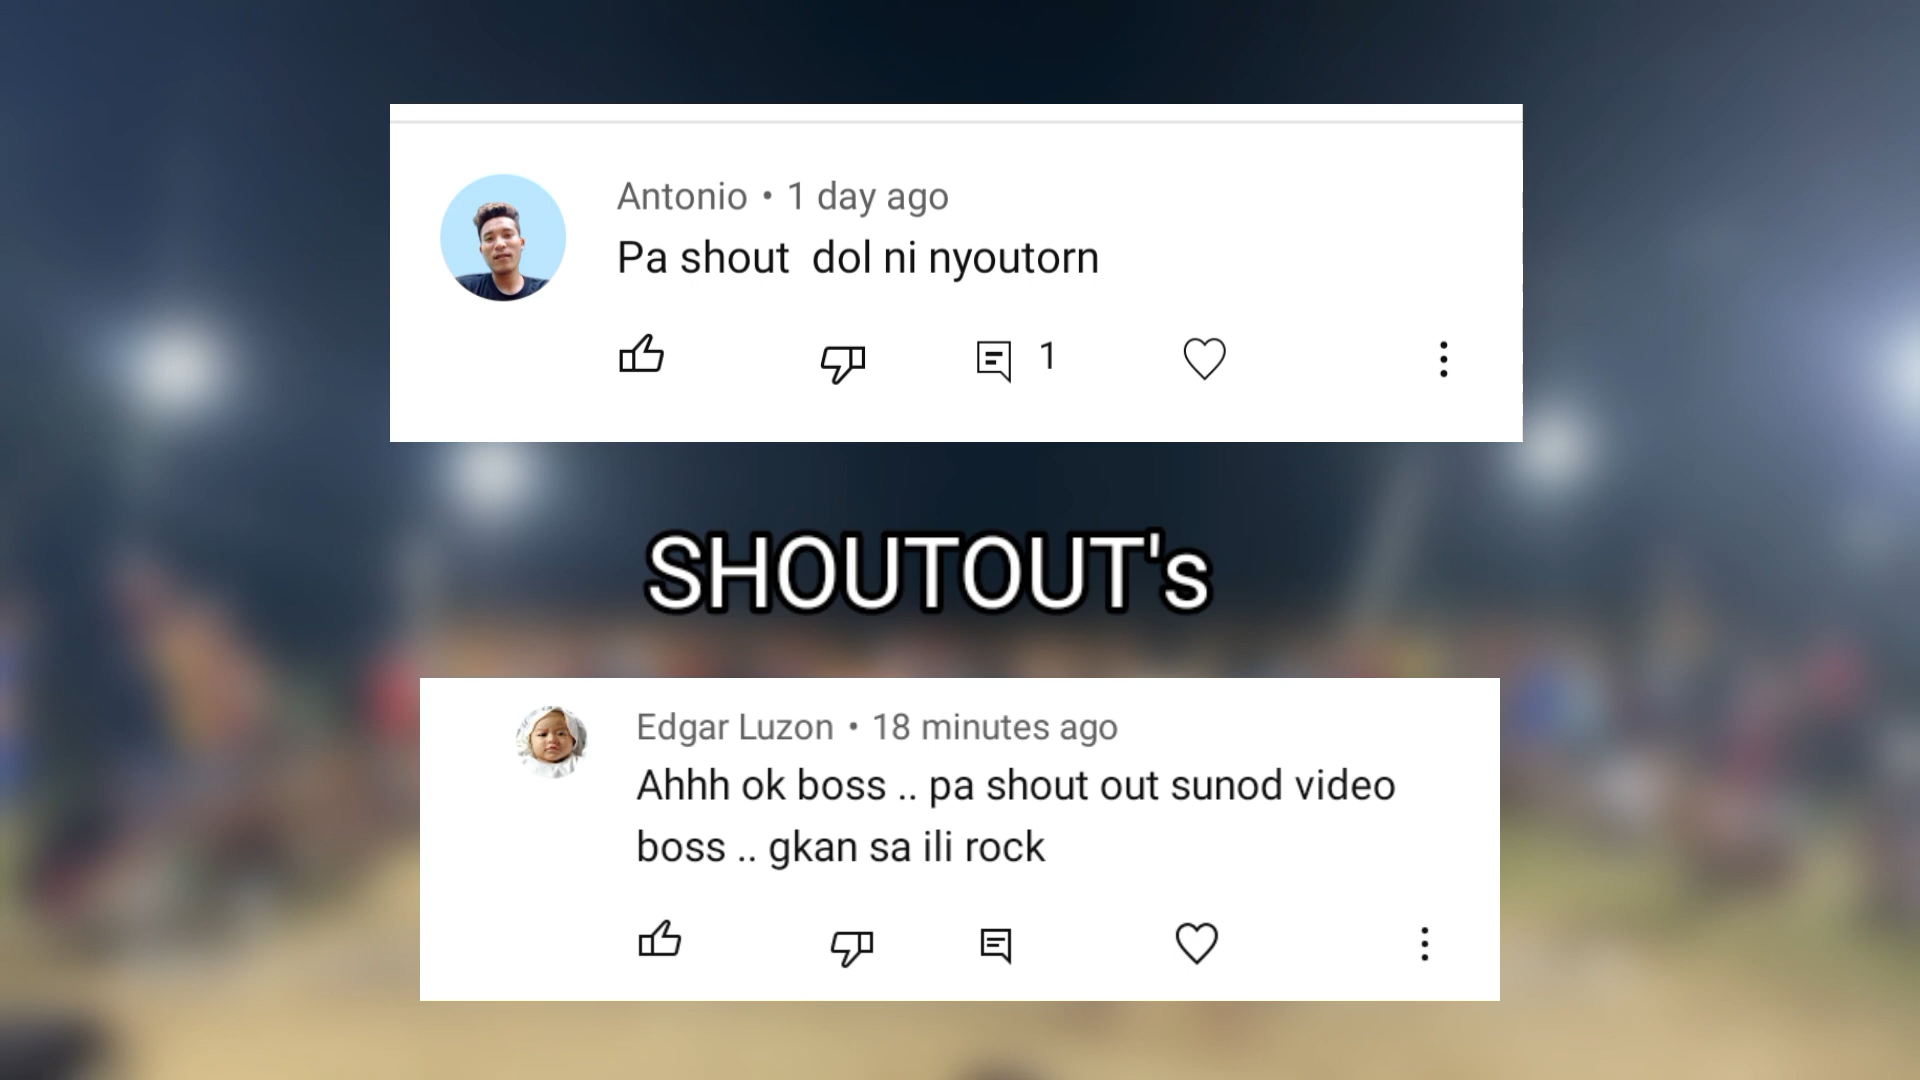 Antonio • 1 day ago
Pa shout  dol ni nyoutorn
1
SHOUTOUT's
Edgar Luzon • 18 minutes ago
Ahhh ok boss .. pa shout out sunod video
boss .. gkan sa ili rock